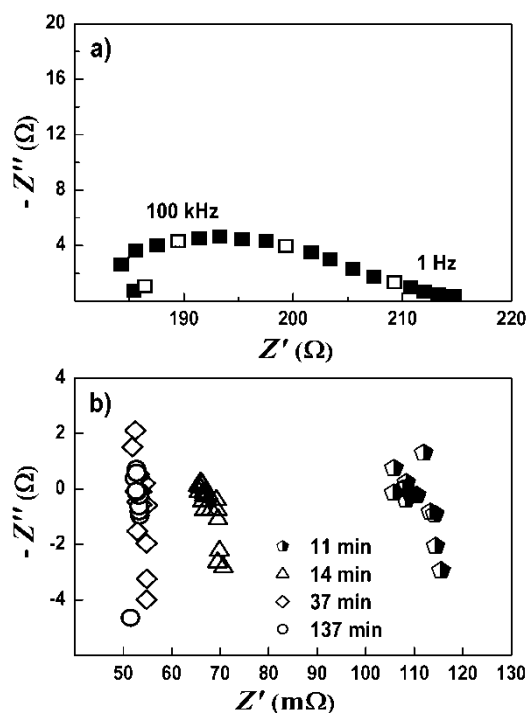 a)
20
16
12
8
4
0
- Z'' (Ω)
100 kHz
1 Hz
190 200 210 220
Z' (Ω)
b)
4
2
0
-2
-4
- Z'' (Ω)
11 min
14 min
37 min
137 min
50 60 70 80 90 100 110 120 130
Z' (mΩ)